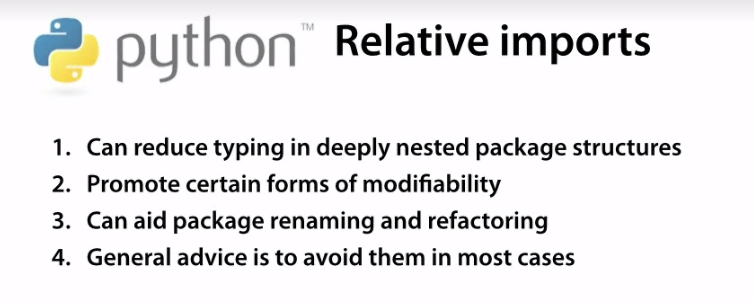 python™ Relative imports
1. Can reduce typing in deeply nested package structures
2. Promote certain forms of modifiability
3. Can aid package renaming and refactoring
4. General advice is to avoid them in most cases